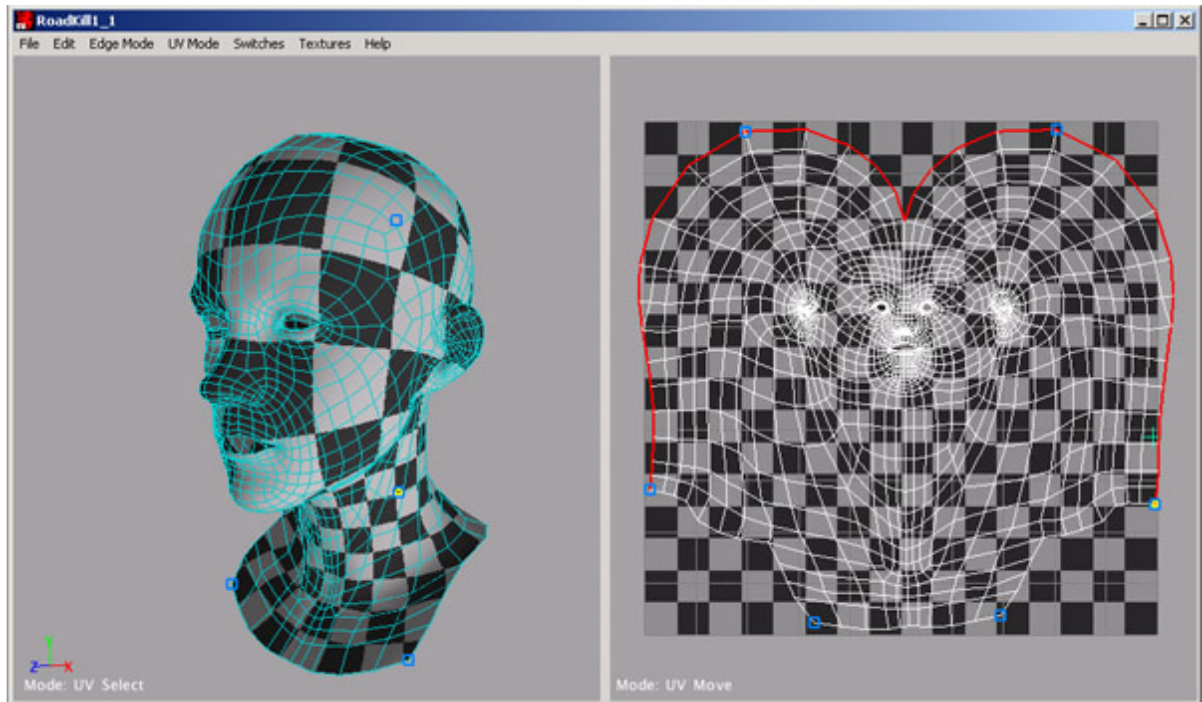 RoadKill1_1
File Edit Edge Mode UV Mode Switches Textures Help
Y
Z X
Mode: UV Select
Mode: UV Move